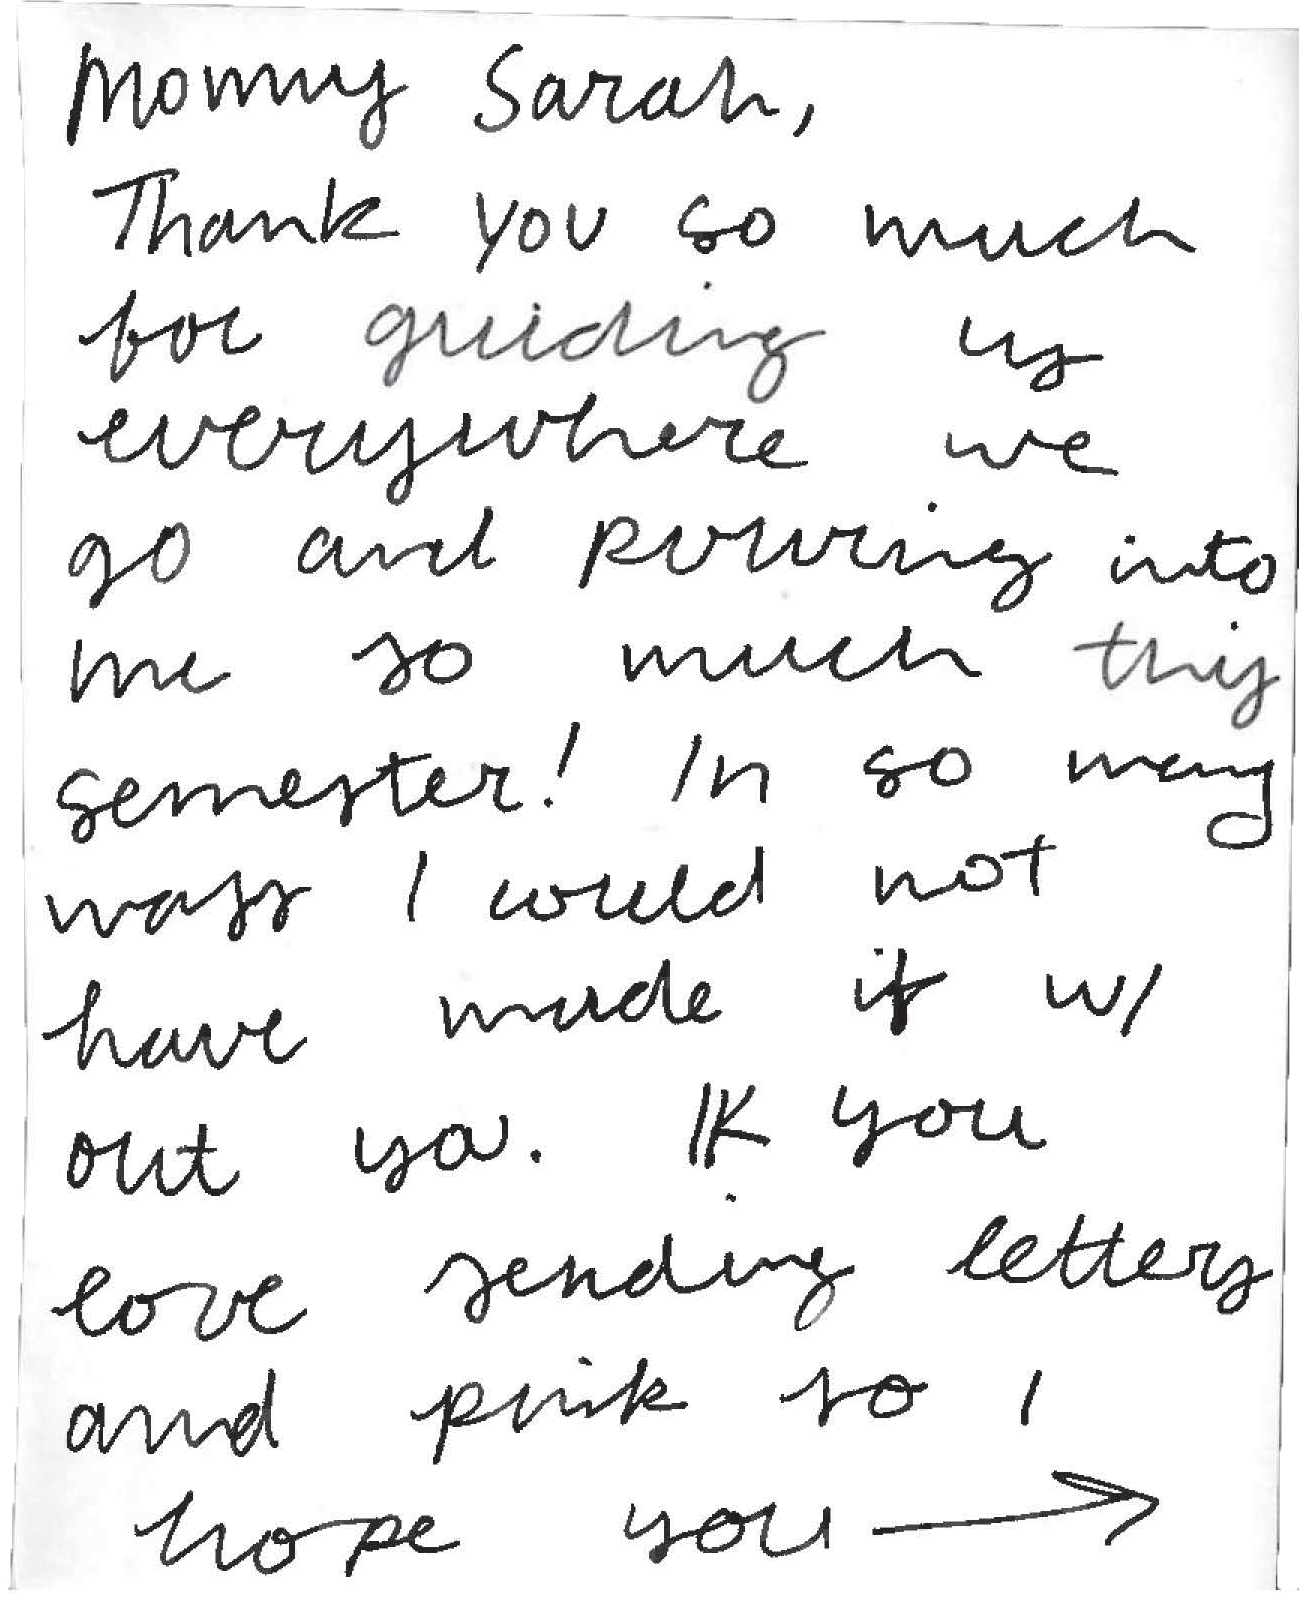 Mommy Sarah,
Thank you so much
for guiding us
everywhere we
go and pouring into
me so much this
semester! In so many
ways I would not
have made it w/
out ya. IK you
love sending letters
and pink so I
hope you →